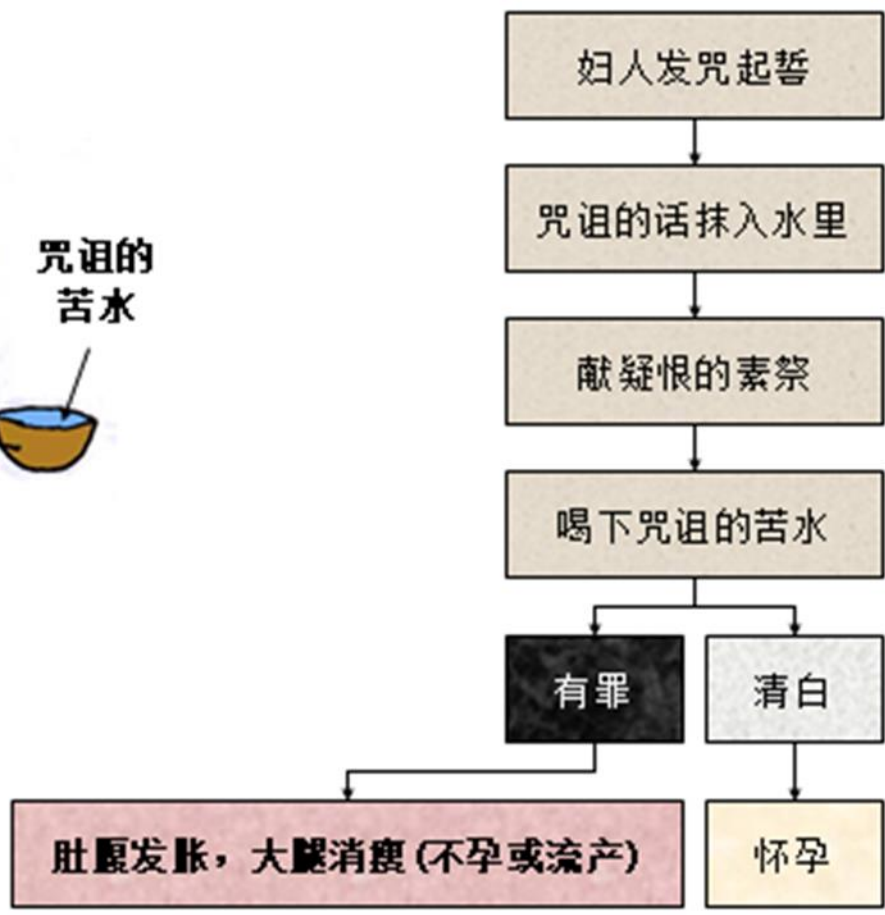 妇人发咒起誓
咒诅的话抹入水里
咒诅的
苦水
献疑恨的素祭
喝下咒诅的苦水
有罪
清白
肚腹发胀，大腿消瘦(不孕或流产)
怀孕